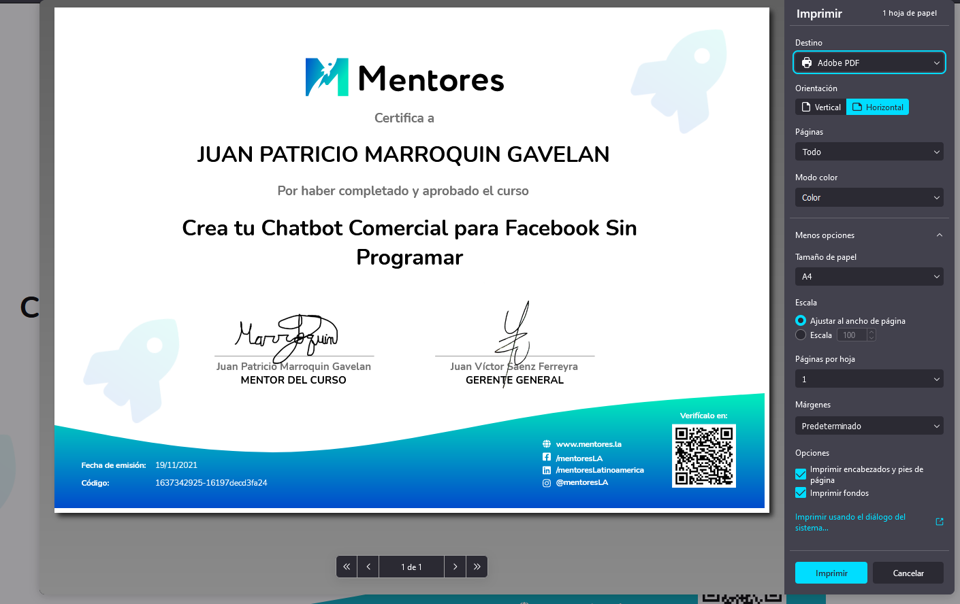 Mentores
Certifica a
JUAN PATRICIO MARROQUIN GAVELAN
Por haber completado y aprobado el curso
Crea tu Chatbot Comercial para Facebook Sin
Programar
Marroquin
Juan Patricio Marroquin Gavelan
MENTOR DEL CURSO
Juan Víctor Saenz Ferreyra
GERENTE GENERAL
Fecha de emisión: 19/11/2021
Código: 1637342925-16197decd3fa24
www.mentores.la
/mentoresLA
/mentoresLatinoamerica
@mentoresLA
Verifícalo en:
1 de 1
C
Imprimir
1 hoja de papel
Destino
Adobe PDF
Orientación
Vertical
Horizontal
Páginas
Todo
Modo color
Color
Menos opciones
Tamaño de papel
A4
Escala
Ajustar al ancho de página
Escala 100
Páginas por hoja
1
Márgenes
Predeterminado
Opciones
Imprimir encabezados y pies de
página
Imprimir fondos
Imprimir usando el diálogo del
sistema...
Imprimir
Cancelar